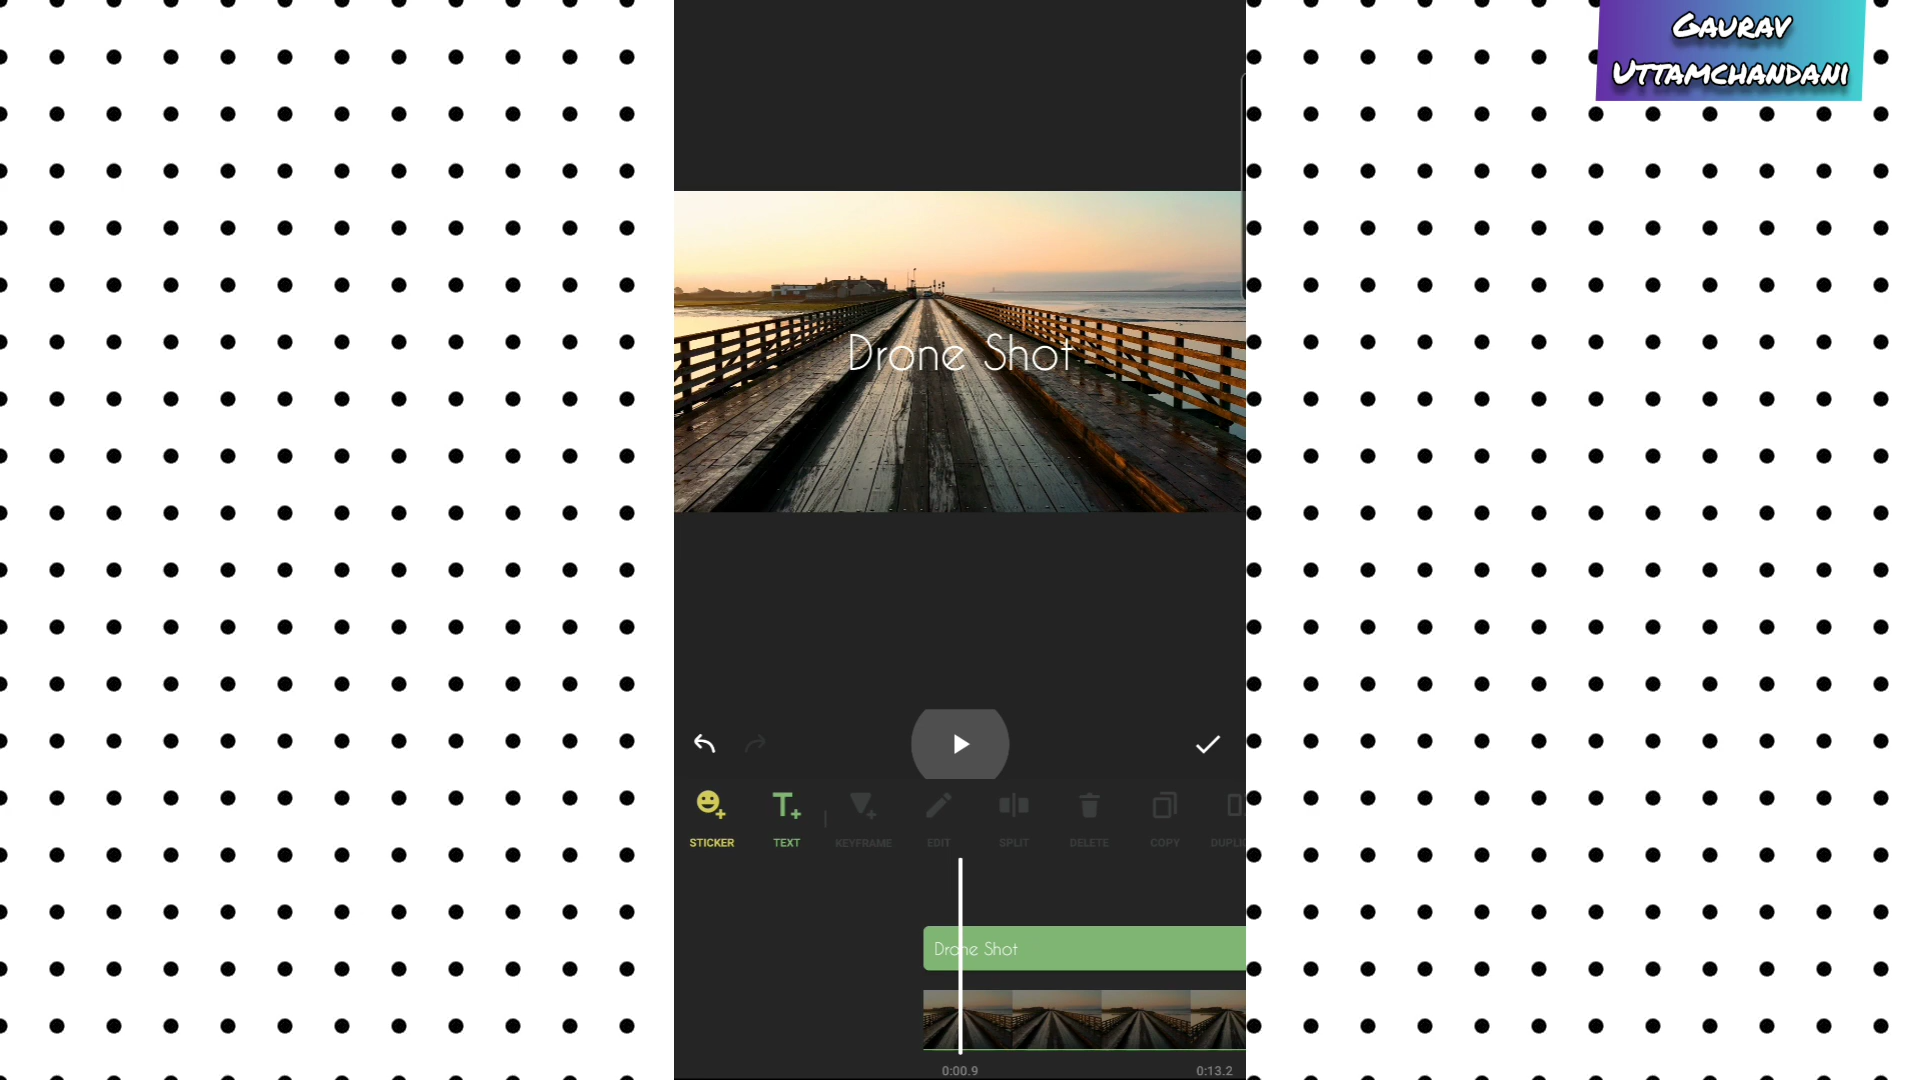 Gaurav
Uttamchandani
Drone Shot
STICKER
TEXT
KEYFRAME
EDIT
SPLIT
DELETE
COPY
Drone Shot
0:00.9
0:13.2